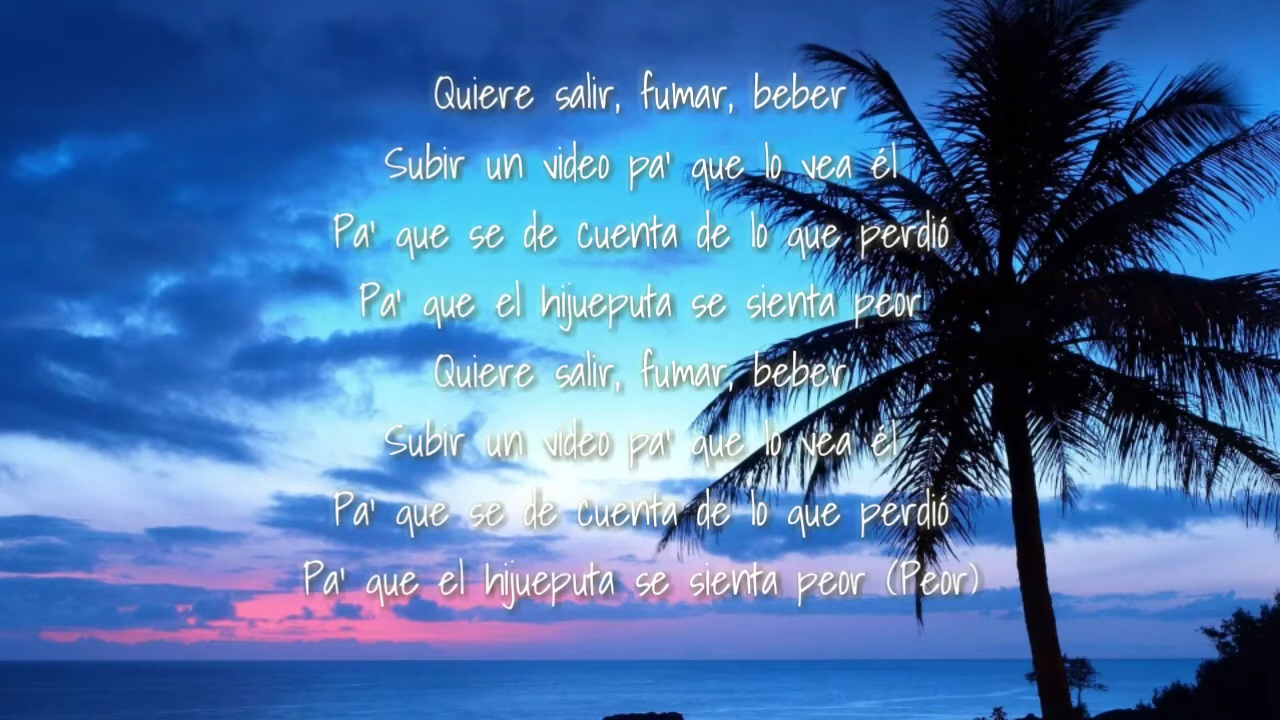 Quiere salir, fumar, beber
Subir un video pa' que lo vea él
Pa' que se de cuenta de lo que perdió
Pa' que el hijueputa se sienta peor
Quiere salir, fumar, beber
Subir un video pa' que lo vea él
Pa' que se de cuenta de lo que perdió
Pa' que el hijueputa se sienta peor (Peor)